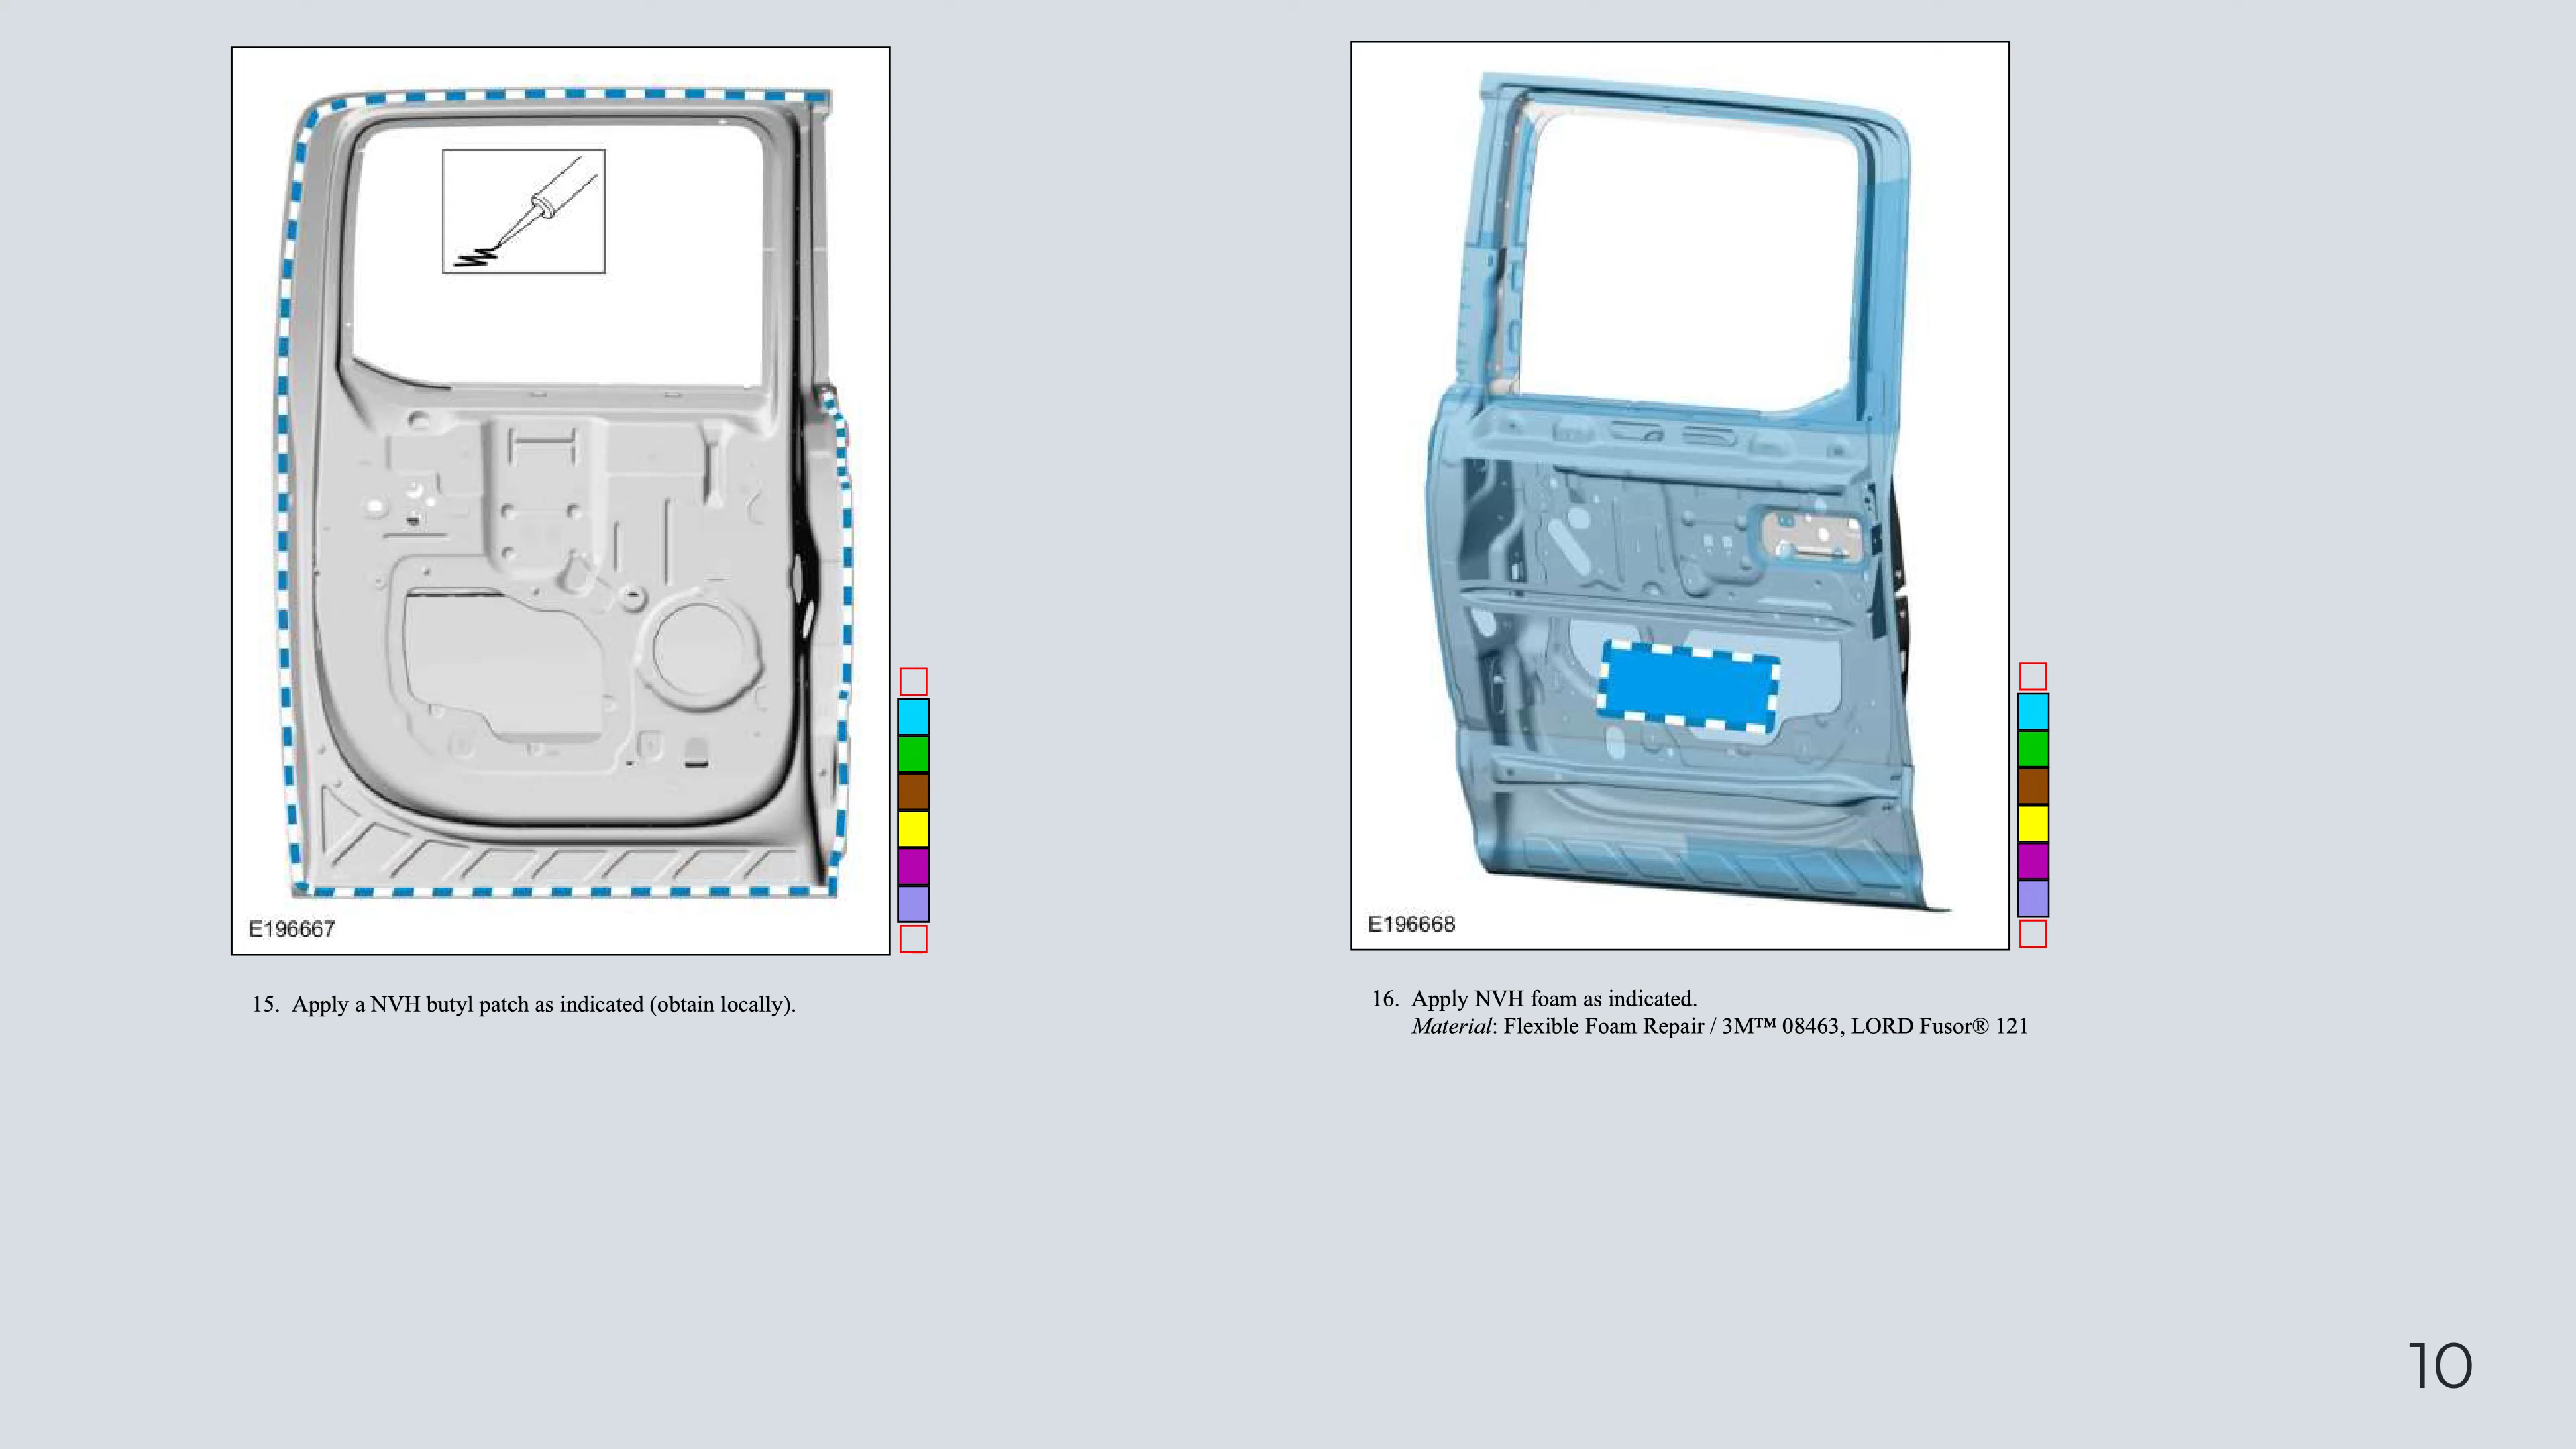 E196667
15. Apply a NVH butyl patch as indicated (obtain locally).
E196668
16. Apply NVH foam as indicated.
Material: Flexible Foam Repair / 3M™ 08463, LORD Fusor® 121
10